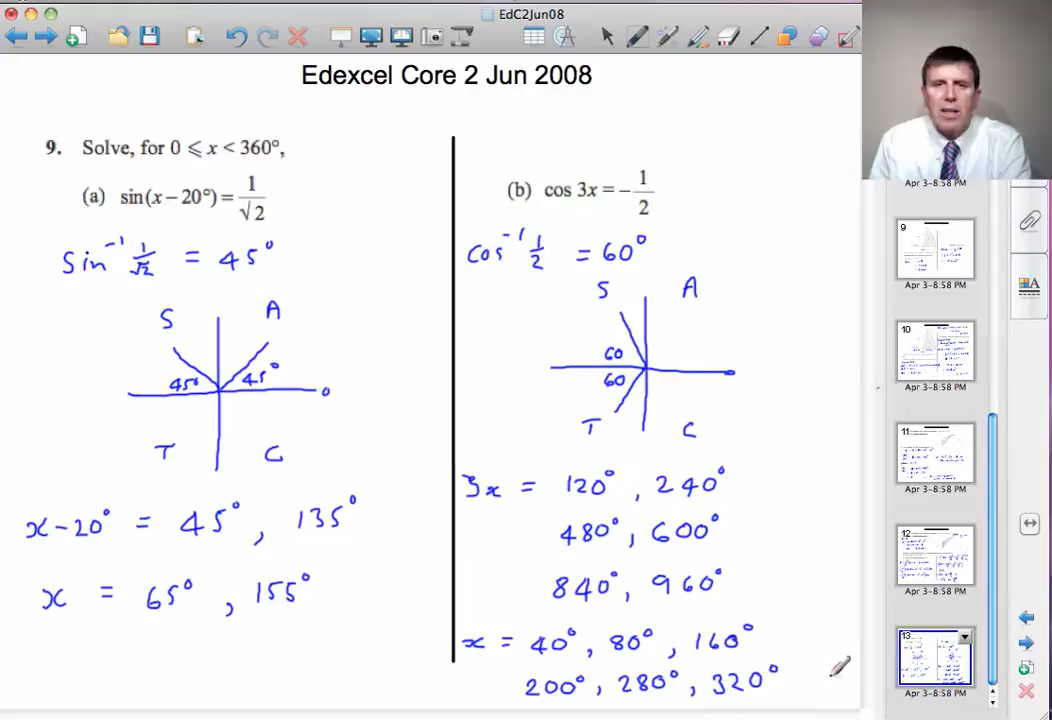 EdC2Jun08
Edexcel Core 2 Jun 2008
9. Solve, for 0 ⩽ x < 360°,
(a) sin(x – 20°) = 1/√2
sin⁻¹ 1/√2 = 45°
S A
45° 45°
T C
x-20° = 45°, 135°
x = 65°, 155°
(b) cos 3x = – 1/2
cos⁻¹ 1/2 = 60°
S A
60
60
T C
3x = 120°, 240°
480°, 600°
840°, 960°
x = 40°, 80°, 160°
200°, 280°, 320°
Apr 3-8:58 PM
9
Apr 3-8:58 PM
10
Apr 3-8:58 PM
11
Apr 3-8:58 PM
12
Apr 3-8:58 PM
13
Apr 3-8:58 PM